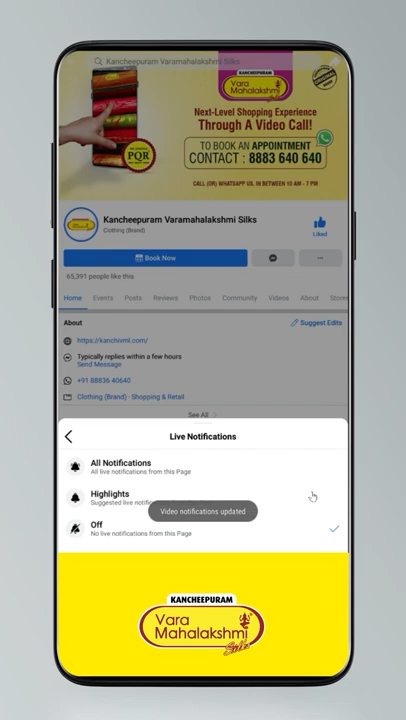 Kancheepuram Varamahalakshmi Silks
KANCHEEPURAM
Vara
Mahalakshmi
Silks
PQR
Next-Level Shopping Experience
Through A Video Call!
TO BOOK AN APPOINTMENT
CONTACT : 8883 640 640
CALL (OR) WHATSAPP US, IN BETWEEN 10 AM - 7 PM
Kancheepuram Varamahalakshmi Silks
Clothing (Brand)
Liked
Book Now
65,391 people like this
Home Events Posts Reviews Photos Community Videos About Stores
About
Suggest Edits
https://kanchivml.com/
Typically replies within a few hours
Send Message
+91 88836 40640
Clothing (Brand) · Shopping & Retail
See All
Live Notifications
All Notifications
All live notifications from this Page
Highlights
Suggested live
Video notifications updated
Off
No live notifications from this Page
KANCHEEPURAM
Vara
Mahalakshmi
Silks